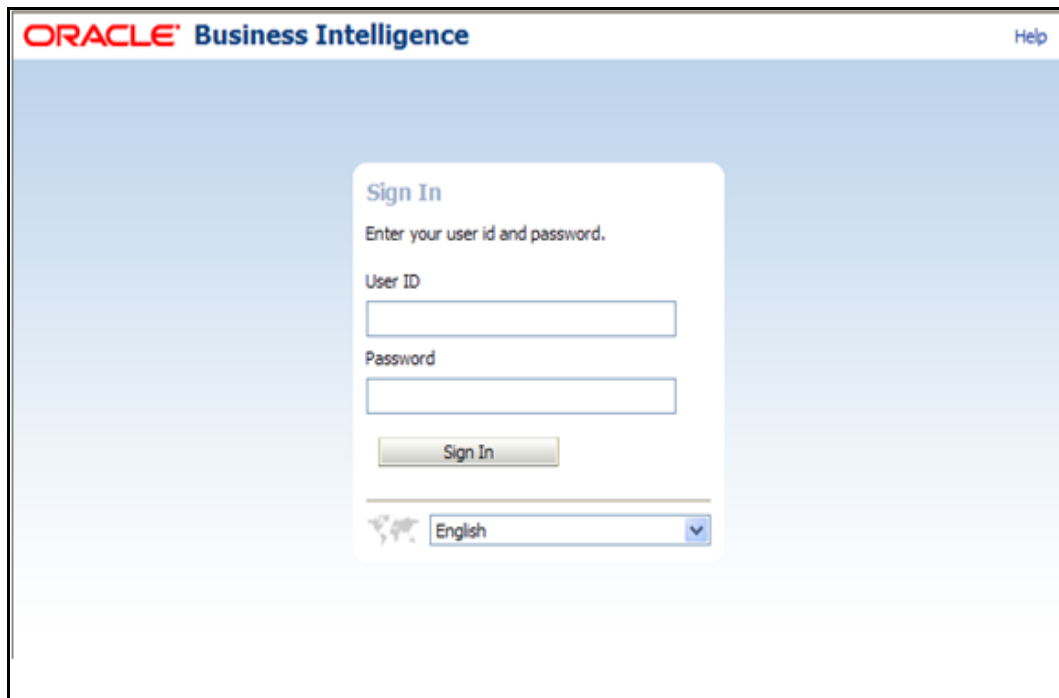 ORACLE Business Intelligence
Help
Sign In
Enter your user id and password.
User ID
Password
Sign In
English